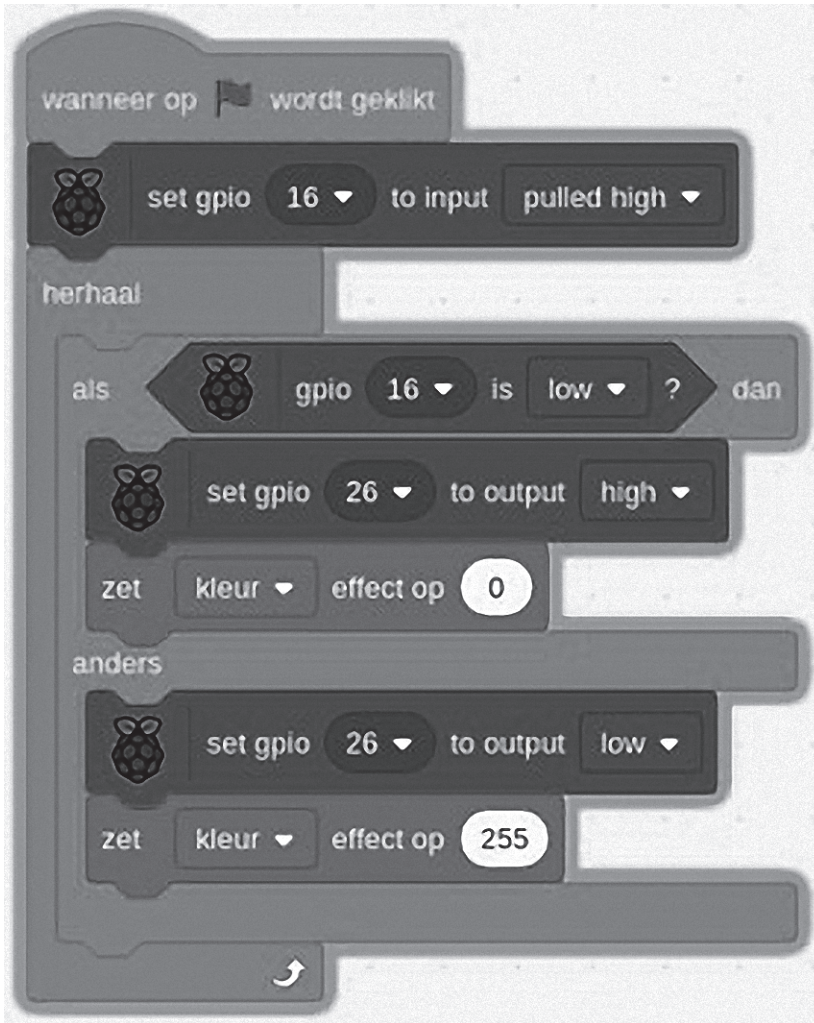 wanneer op wordt geklikt
set gpio 16 to input pulled high
herhaal
als gpio 16 is low ? dan
set gpio 26 to output high
zet kleur effect op 0
anders
set gpio 26 to output low
zet kleur effect op 255